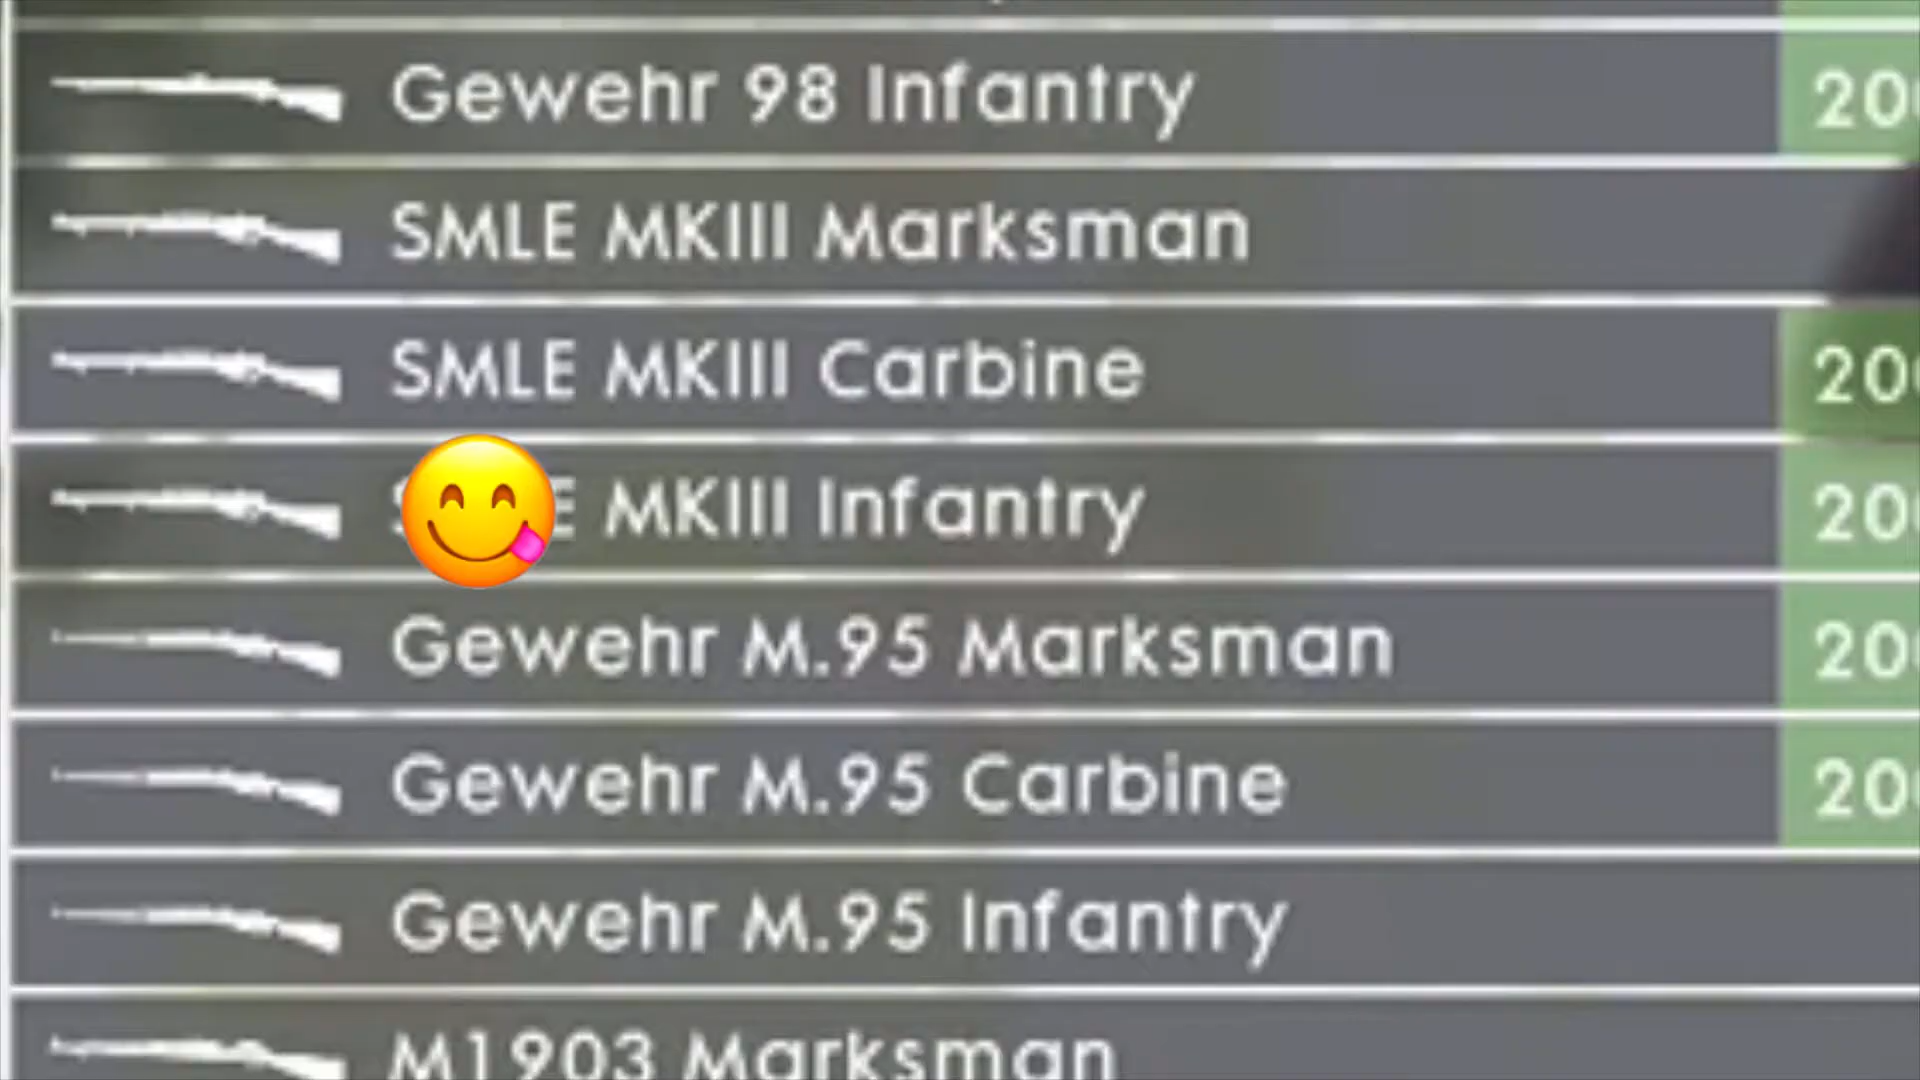 Gewehr 98 Infantry 20
SMLE MKIII Marksman
SMLE MKIII Carbine 20
MKIII Infantry 20
Gewehr M.95 Marksman 20
Gewehr M.95 Carbine 20
Gewehr M.95 Infantry
M1903 Marksman